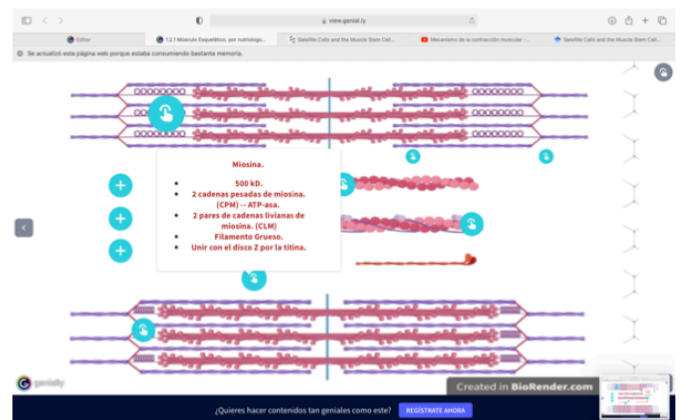 view.genial.ly
Editor
1.2.1 Músculo Esquelético. por nutriólogo...
Satellite Cells and the Muscle Stem Cell...
Mecanismo de la contracción muscular -...
Satellite Cells and the Muscle Stem Cell...
Se actualizó esta página web porque estaba consumiendo bastante memoria.
Miosina.
500 kD.
2 cadenas pesadas de miosina.
(CPM) -- ATP-asa.
2 pares de cadenas livianas de
miosina. (CLM)
Filamento Grueso.
Unir con el disco Z por la titina.
genially
Created in BioRender.com
¿Quieres hacer contenidos tan geniales como este?
REGÍSTRATE AHORA